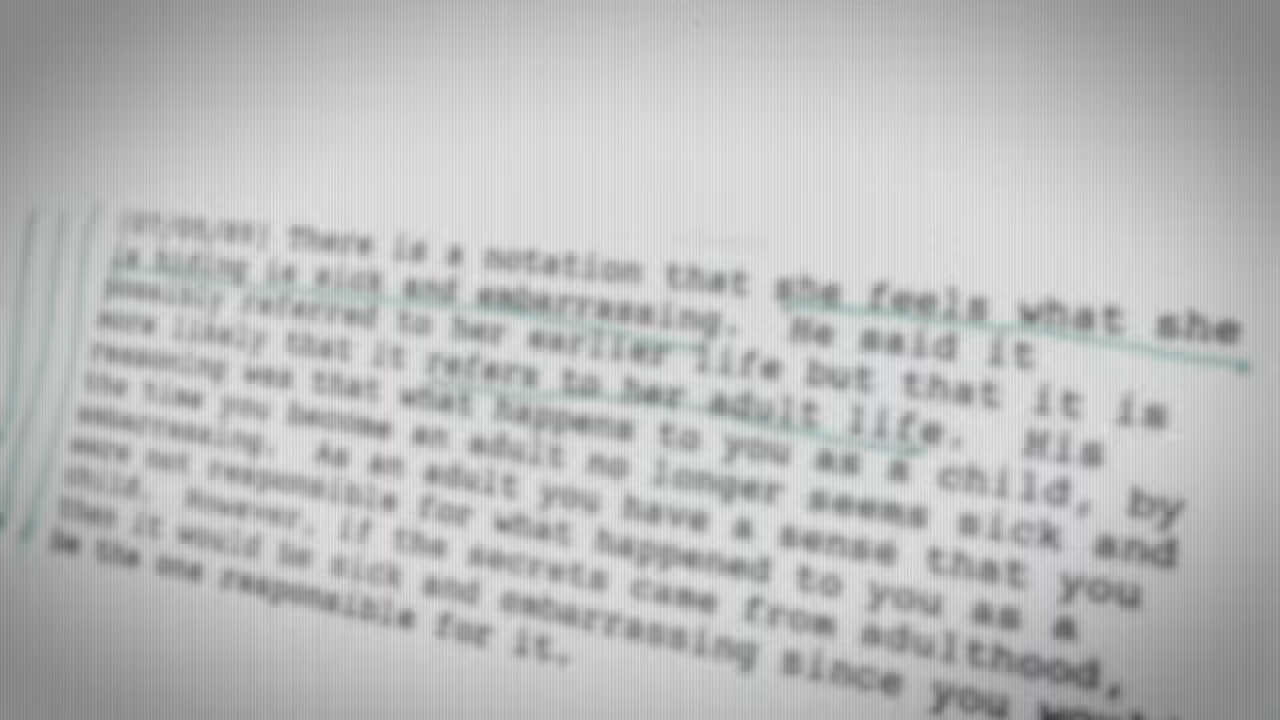 There is a notation that she feels what she
is hiding is sick and embarrassing. He said it
possibly referred to her earlier life but that it is
more likely that it refers to her adult life. His
reasoning was that what happens to you as a child, by
the time you become an adult no longer seems sick and
embarrassing. As an adult you have a sense that you
were not responsible for what happened to you as a
child. However, if the secrets came from adulthood,
then it would be sick and embarrassing since you
be the one responsible for it.